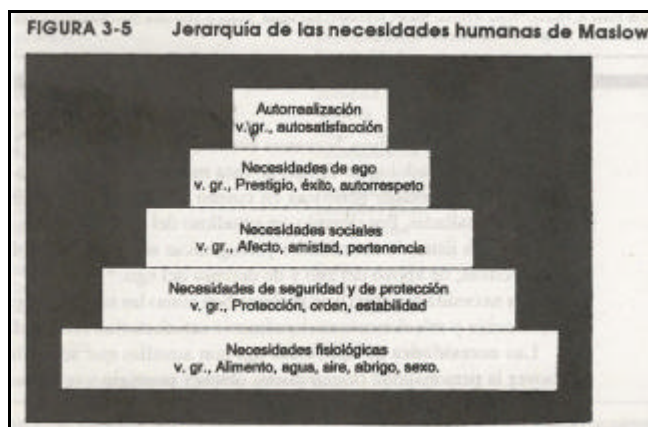 FIGURA 3-5 Jerarquía de las necesidades humanas de Maslow
Autorrealización
v. gr., autosatisfacción
Necesidades de ego
v. gr., Prestigio, éxito, autorrespeto
Necesidades sociales
v. gr., Afecto, amistad, pertenencia
Necesidades de seguridad y de protección
v. gr., Protección, orden, estabilidad
Necesidades fisiológicas
v. gr., Alimento, agua, aire, abrigo, sexo.